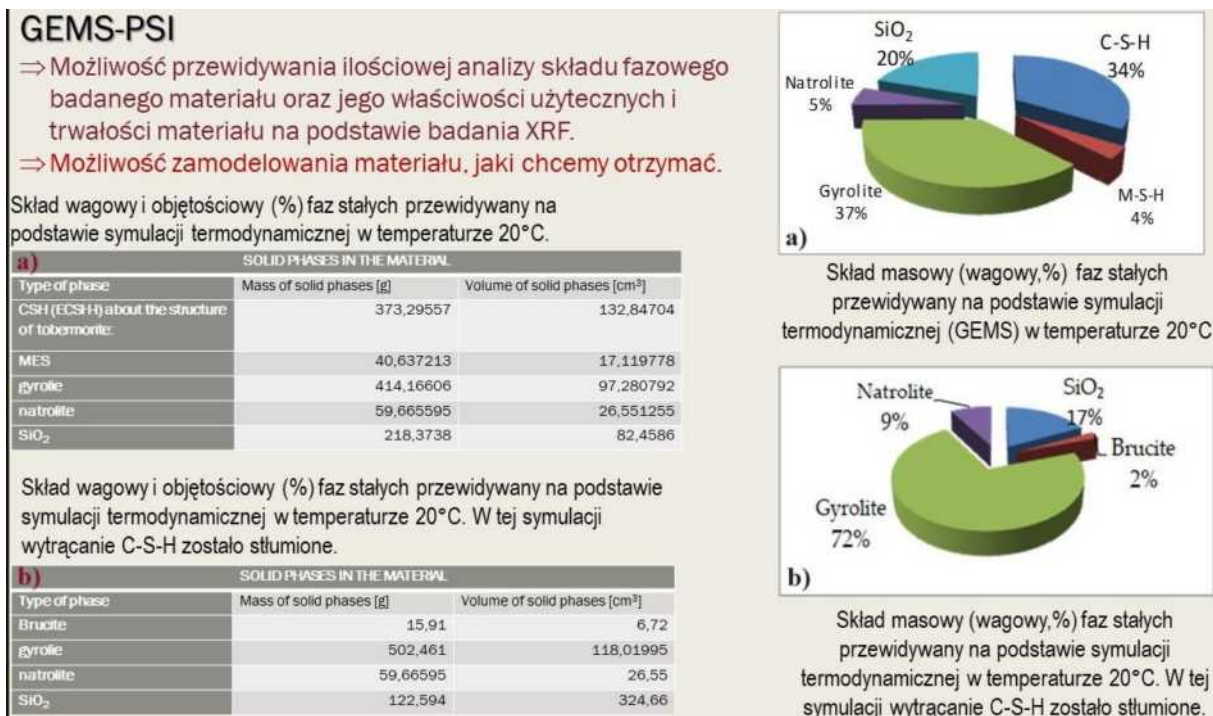 GEMS-PSI
⇒ Możliwość przewidywania ilościowej analizy składu fazowego
badanego materiału oraz jego właściwości użytecznych i
trwałości materiału na podstawie badania XRF.
⇒ Możliwość zamodelowania materiału, jaki chcemy otrzymać.
Skład wagowy i objętościowy (%) faz stałych przewidywany na
podstawie symulacji termodynamicznej w temperaturze 20°C.
a) SOLID PHASES IN THE MATERIAL
Type of phase Mass of solid phases [g] Volume of solid phases [cm³]
CSH (ECSH-I) about the structure 373,29557 132,84704
of tobermorite:
MES 40,637213 17,119778
gyrolie 414,16606 97,280792
natrolite 59,665595 26,551255
SiO₂ 218,3738 82,4586
Skład wagowy i objętościowy (%) faz stałych przewidywany na podstawie
symulacji termodynamicznej w temperaturze 20°C. W tej symulacji
wytrącanie C-S-H zostało stłumione.
b) SOLID PHASES IN THE MATERIAL
Type of phase Mass of solid phases [g] Volume of solid phases [cm³]
Brucite 15,91 6,72
gyrolie 502,461 118,01995
natrolite 59,66595 26,55
SiO₂ 122,594 324,66
SiO₂
20%
C-S-H
34%
Natrolite
5%
Gyrolite
37%
M-S-H
4%
a)
Skład masowy (wagowy,%) faz stałych
przewidywany na podstawie symulacji
termodynamicznej (GEMS) w temperaturze 20°C
Natrolite
9%
SiO₂
17%
Brucite
2%
Gyrolite
72%
b)
Skład masowy (wagowy,%) faz stałych
przewidywany na podstawie symulacji
termodynamicznej w temperaturze 20°C. W tej
symulacji wytrącanie C-S-H zostało stłumione.